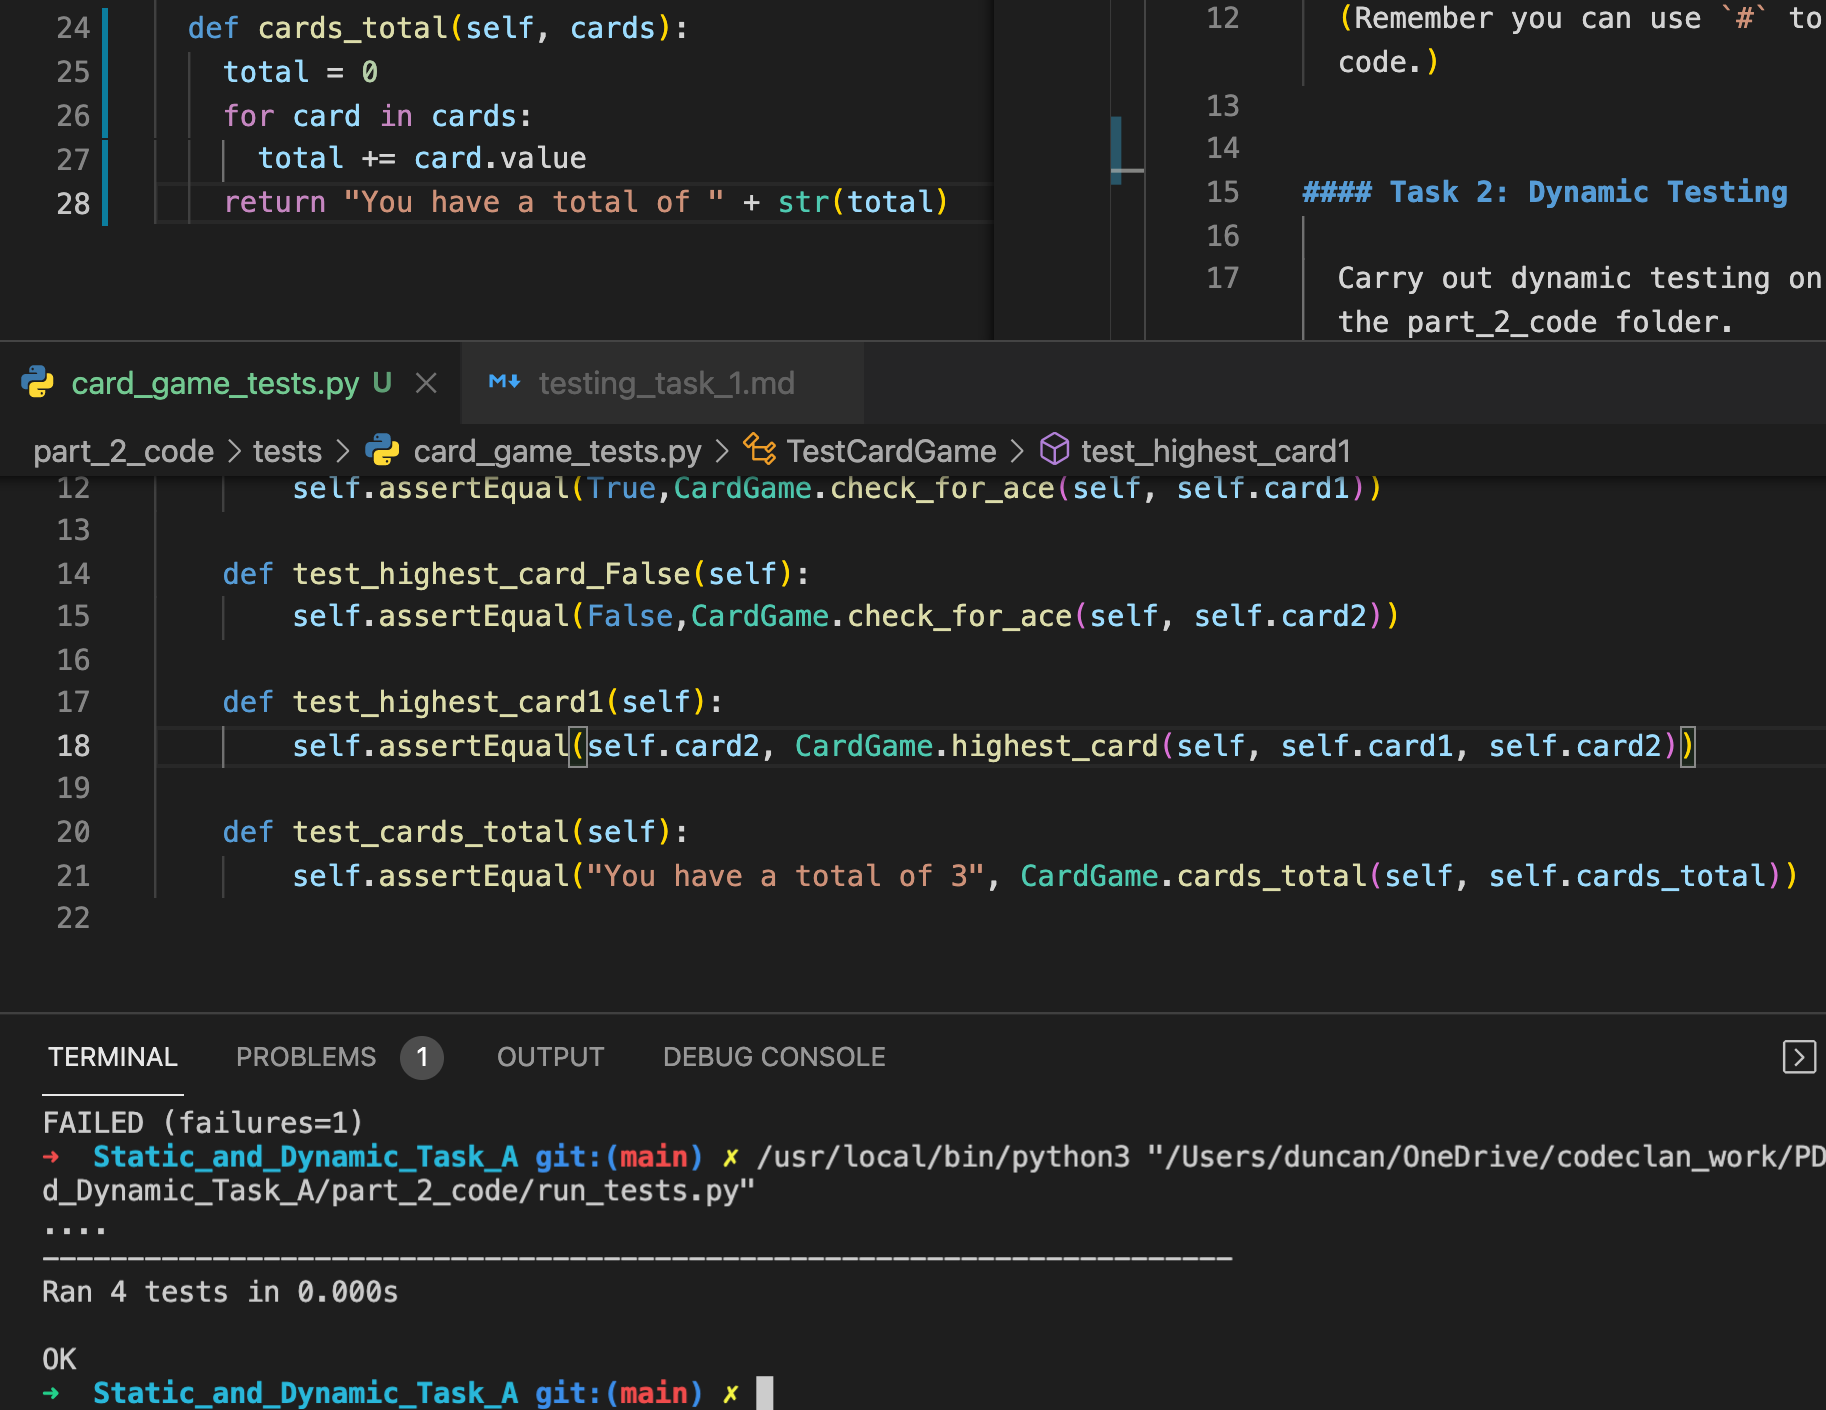 24 def cards_total(self, cards):
25 total = 0
26 for card in cards:
27 total += card.value
28 return "You have a total of " + str(total)
12 (Remember you can use `#` to
code.)
13
14
15 #### Task 2: Dynamic Testing
16
17 Carry out dynamic testing on
the part_2_code folder.
card_game_tests.py U
testing_task_1.md
part_2_code > tests > card_game_tests.py > TestCardGame > test_highest_card1
12 self.assertEqual(True,CardGame.check_for_ace(self, self.card1))
13
14 def test_highest_card_False(self):
15 self.assertEqual(False,CardGame.check_for_ace(self, self.card2))
16
17 def test_highest_card1(self):
18 self.assertEqual(self.card2, CardGame.highest_card(self, self.card1, self.card2))
19
20 def test_cards_total(self):
21 self.assertEqual("You have a total of 3", CardGame.cards_total(self, self.cards_total))
22
TERMINAL PROBLEMS 1 OUTPUT DEBUG CONSOLE
FAILED (failures=1)
➜ Static_and_Dynamic_Task_A git:(main) ✗ /usr/local/bin/python3 "/Users/duncan/OneDrive/codeclan_work/PD
d_Dynamic_Task_A/part_2_code/run_tests.py"
....
----------------------------------------------------------------------
Ran 4 tests in 0.000s
OK
➜ Static_and_Dynamic_Task_A git:(main) ✗